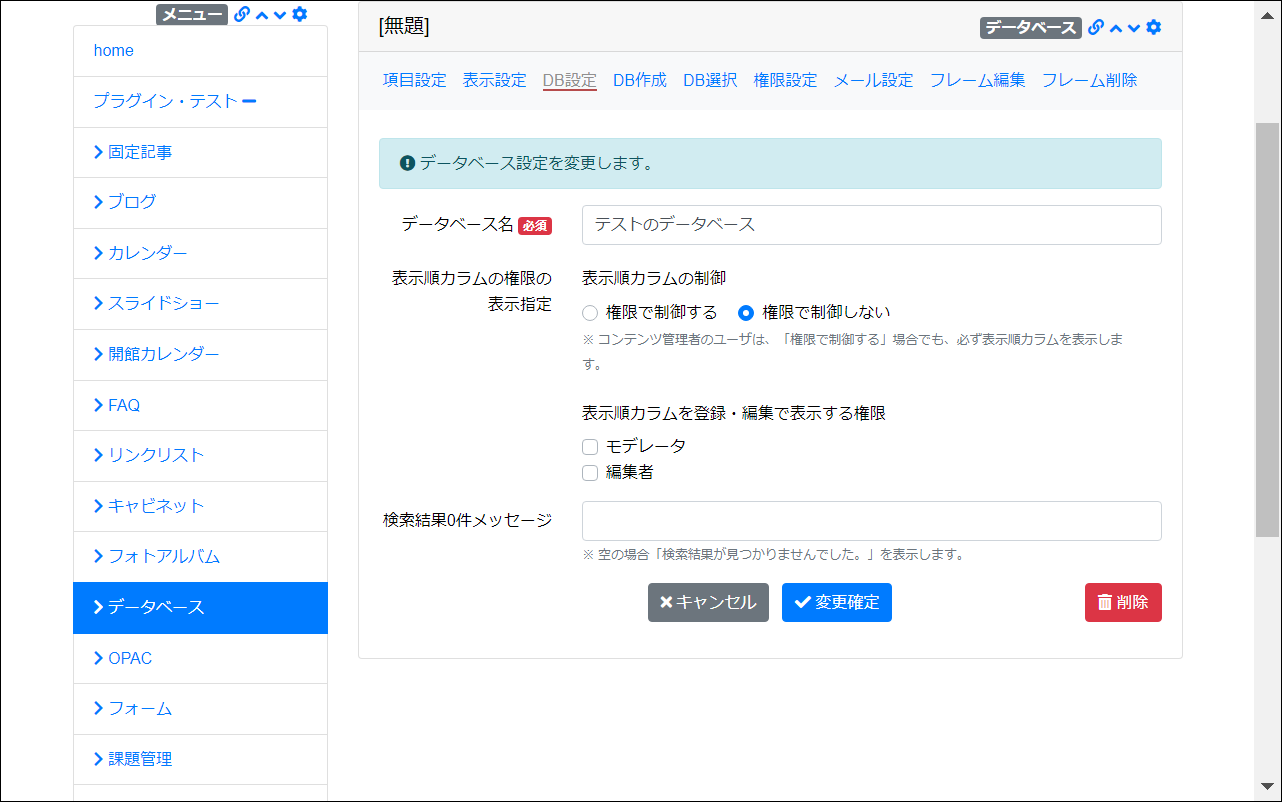 メニュー
home
プラグイン・テスト
固定記事
ブログ
カレンダー
スライドショー
開館カレンダー
FAQ
リンクリスト
キャビネット
フォトアルバム
データベース
OPAC
フォーム
課題管理
[無題]
データベース
項目設定 表示設定 DB設定 DB作成 DB選択 権限設定 メール設定 フレーム編集 フレーム削除
データベース設定を変更します。
データベース名 必須
テストのデータベース
表示順カラムの権限の
表示指定
表示順カラムの制御
権限で制御する 権限で制御しない
※ コンテンツ管理者のユーザは、「権限で制御する」場合でも、必ず表示順カラムを表示しま
す。
表示順カラムを登録・編集で表示する権限
モデレータ
編集者
検索結果0件メッセージ
※ 空の場合「検索結果が見つかりませんでした。」を表示します。
キャンセル 変更確定 削除